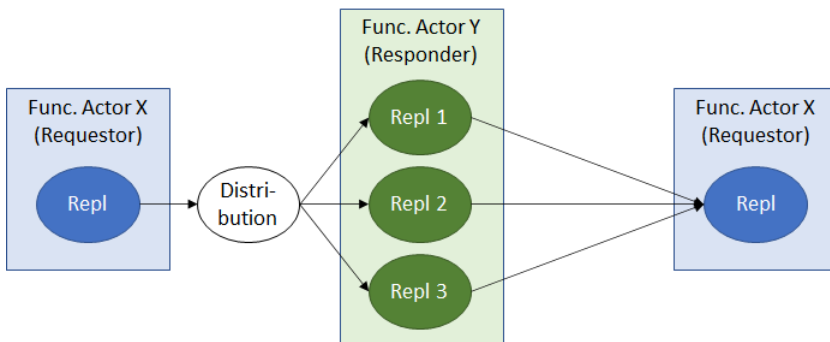 Func. Actor X
(Requestor)
Repl
Distri-
bution
Func. Actor Y
(Responder)
Repl 1
Repl 2
Repl 3
Func. Actor X
(Requestor)
Repl